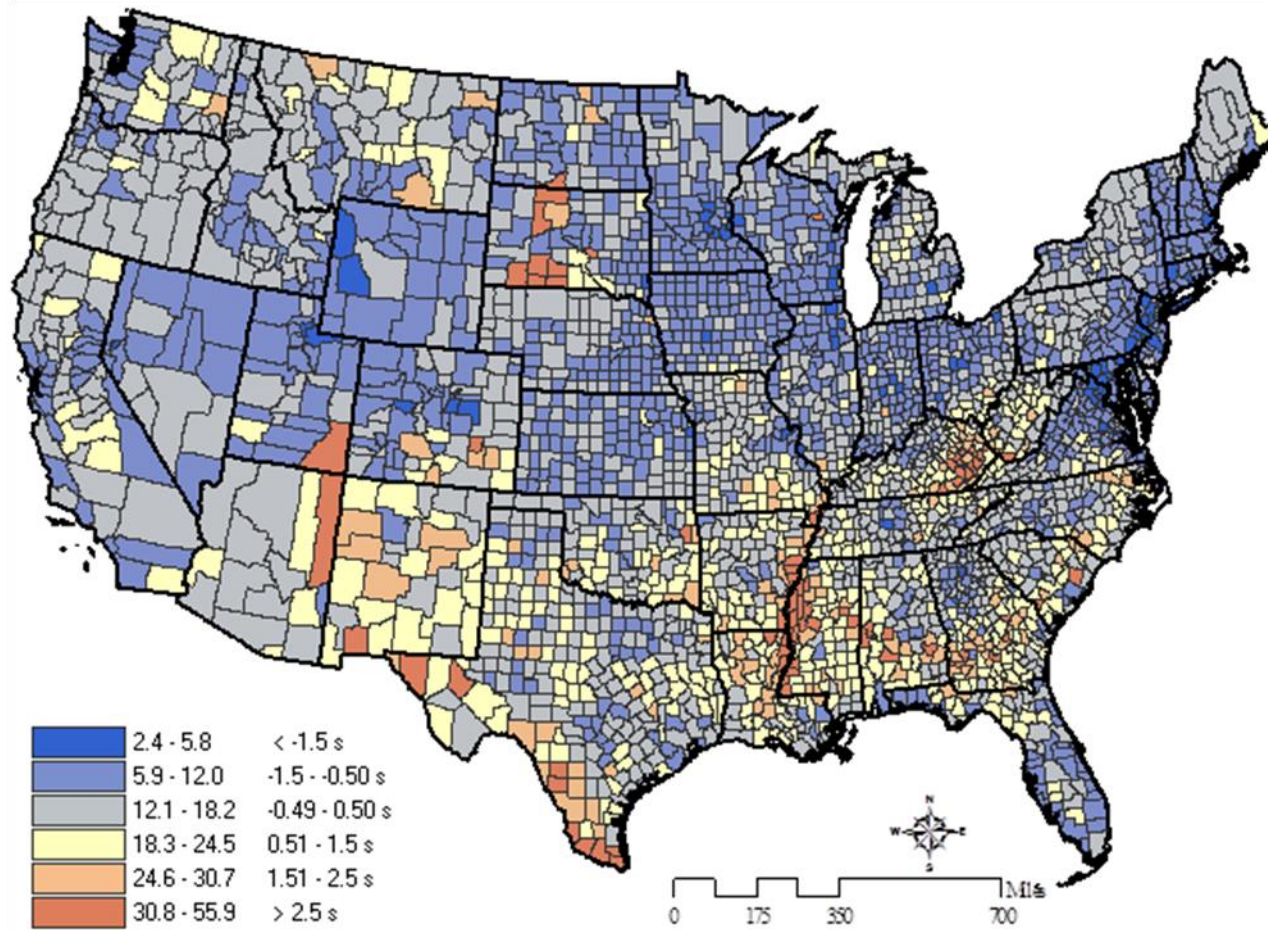 2.4 - 5.8 < -1.5 s
5.9 - 12.0 -1.5 - -0.50 s
12.1 - 18.2 -0.49 - 0.50 s
18.3 - 24.5 0.51 - 1.5 s
24.6 - 30.7 1.51 - 2.5 s
30.8 - 55.9 > 2.5 s
N
W E
S
Miles
0 175 350 700